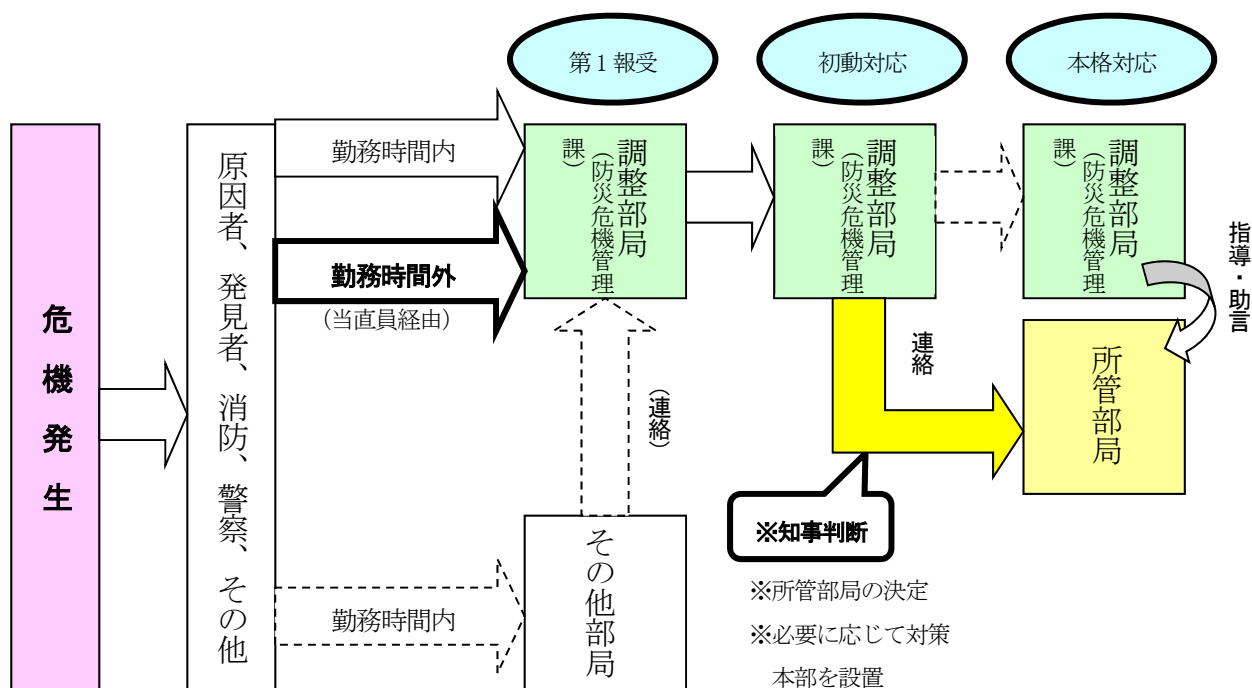 第1報受
初動対応
本格対応
危機発生
原因者、発見者、消防、警察、その他
勤務時間内
勤務時間外
（当直員経由）
勤務時間内
調整部局
（防災危機管理
課）
その他部局
（連絡）
調整部局
（防災危機管理
課）
連絡
※知事判断
※所管部局の決定
※必要に応じて対策
本部を設置
調整部局
（防災危機管理
課）
所管部局
指導・助言